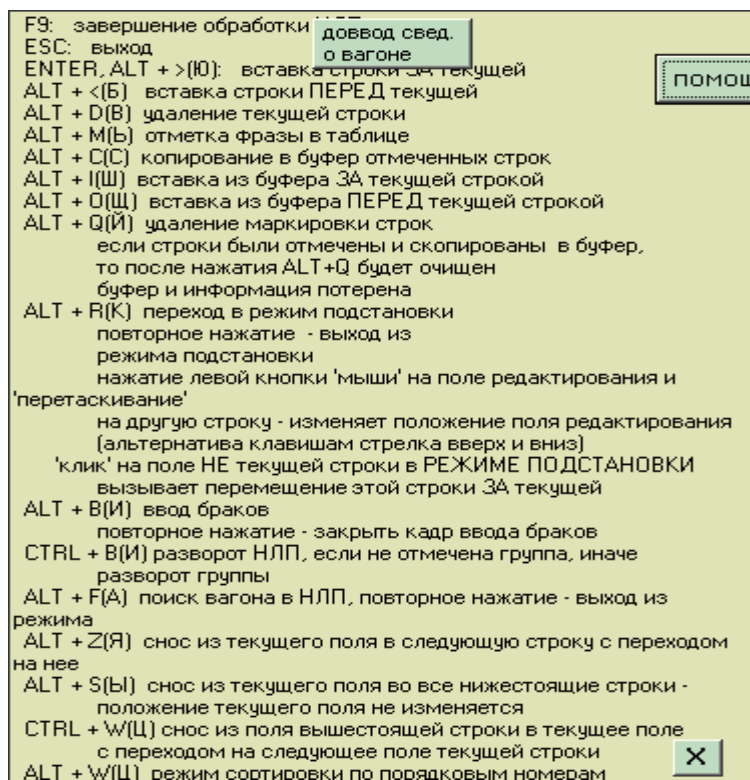 F9: завершение обработки
доввод свед.
о вагоне
ESC: выход
ENTER, ALT + >(Ю): вставка строки ЗА текущей
помощ
ALT + <(Б) вставка строки ПЕРЕД текущей
ALT + D(В) удаление текущей строки
ALT + M(Ь) отметка фразы в таблице
ALT + C(С) копирование в буфер отмеченных строк
ALT + I(Ш) вставка из буфера ЗА текущей строкой
ALT + O(Щ) вставка из буфера ПЕРЕД текущей строкой
ALT + Q(Й) удаление маркировки строк
если строки были отмечены и скопированы в буфер,
то после нажатия ALT+Q будет очищен
буфер и информация потерена
ALT + R(К) переход в режим подстановки
повторное нажатие - выход из
режима подстановки
нажатие левой кнопки 'мыши' на поле редактирования и
'перетаскивание'
на другую строку - изменяет положение поля редактирования
(альтернатива клавишам стрелка вверх и вниз)
'клик' на поле НЕ текущей строки в РЕЖИМЕ ПОДСТАНОВКИ
вызывает перемещение этой строки ЗА текущей
ALT + B(И) ввод браков
повторное нажатие - закрыть кадр ввода браков
CTRL + B(И) разворот НЛП, если не отмечена группа, иначе
разворот группы
ALT + F(А) поиск вагона в НЛП, повторное нажатие - выход из
режима
ALT + Z(Я) снос из текущего поля в следующую строку с переходом
на нее
ALT + S(Ы) снос из текущего поля во все нижестоящие строки -
положение текущего поля не изменяется
CTRL + W(Ц) снос из поля вышестоящей строки в текущее поле
с переходом на следующее поле текущей строки
ALT + W(Ц) режим сортировки по порядковым номерам